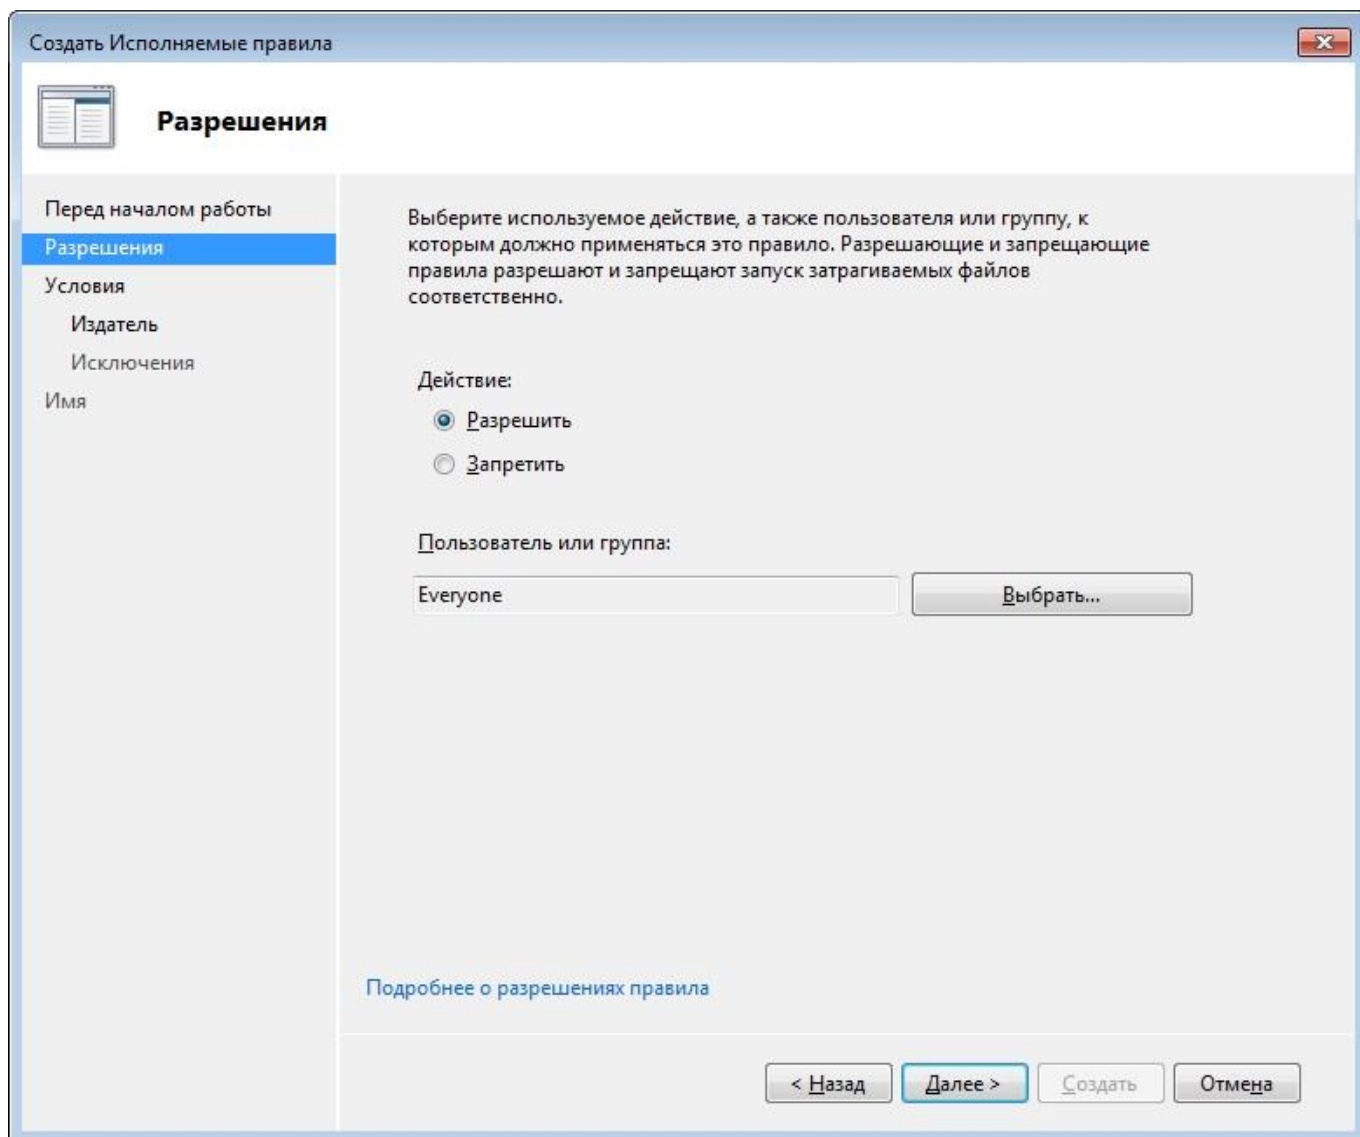 Создать Исполняемые правила
Разрешения
Перед началом работы
Разрешения
Условия
Издатель
Исключения
Имя
Выберите используемое действие, а также пользователя или группу, к
которым должно применяться это правило. Разрешающие и запрещающие
правила разрешают и запрещают запуск затрагиваемых файлов
соответственно.
Действие:
Разрешить
Запретить
Пользователь или группа:
Everyone
Выбрать...
Подробнее о разрешениях правила
< Назад
Далее >
Создать
Отмена